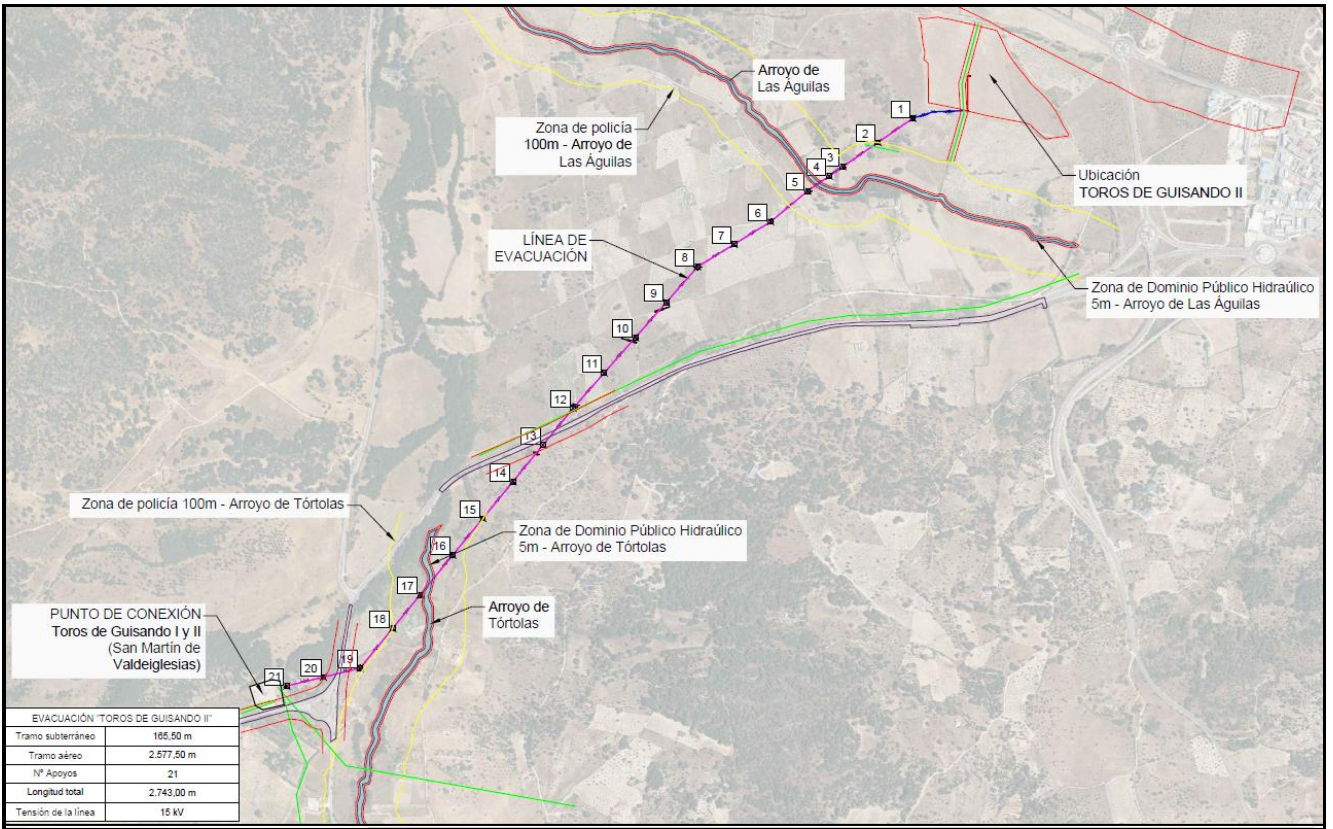 Arroyo de
Las Águilas
Zona de policía
100m - Arroyo de
Las Águilas
1
2
3
4
5
Ubicación
TOROS DE GUISANDO II
6
LÍNEA DE
EVACUACIÓN
7
8
Zona de Dominio Público Hidraúlico
5m - Arroyo de Las Águilas
9
10
11
12
13
14
Zona de policía 100m - Arroyo de Tórtolas
15
Zona de Dominio Público Hidraúlico
5m - Arroyo de Tórtolas
16
17
Arroyo de
Tórtolas
18
PUNTO DE CONEXIÓN
Toros de Guisando I y II
(San Martín de
Valdeiglesias)
19
20
21
EVACUACIÓN "TOROS DE GUISANDO II"
Tramo subterráneo 165,50 m
Tramo aéreo 2.577,50 m
Nº Apoyos 21
Longitud total 2.743,00 m
Tensión de la línea 15 kV